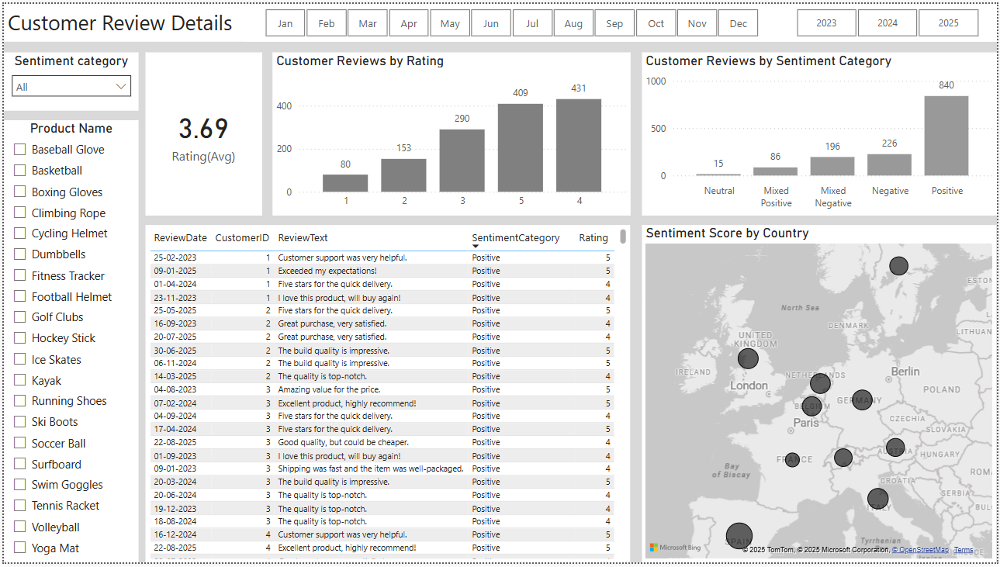 Customer Review Details
Jan Feb Mar Apr May Jun Jul Aug Sep Oct Nov Dec
2023 2024 2025
Sentiment category
All
Product Name
Baseball Glove
Basketball
Boxing Gloves
Climbing Rope
Cycling Helmet
Dumbbells
Fitness Tracker
Football Helmet
Golf Clubs
Hockey Stick
Ice Skates
Kayak
Running Shoes
Ski Boots
Soccer Ball
Surfboard
Swim Goggles
Tennis Racket
Volleyball
Yoga Mat
3.69
Rating(Avg)
Customer Reviews by Rating
400
200
0
80 153 290 409 431
1 2 3 5 4
Customer Reviews by Sentiment Category
1000
500
0
15 86 196 226 840
Neutral
Mixed
Positive
Mixed
Negative
Negative
Positive
ReviewDate CustomerID ReviewText SentimentCategory Rating
25-02-2023 1 Customer support was very helpful. Positive 5
09-01-2025 1 Exceeded my expectations! Positive 5
01-04-2024 1 Five stars for the quick delivery. Positive 4
23-11-2023 1 I love this product, will buy again! Positive 4
25-05-2025 2 Five stars for the quick delivery. Positive 5
16-09-2023 2 Great purchase, very satisfied. Positive 4
20-07-2025 2 Great purchase, very satisfied. Positive 4
30-06-2025 2 The build quality is impressive. Positive 5
06-11-2024 2 The build quality is impressive. Positive 5
14-03-2025 2 The quality is top-notch. Positive 4
04-08-2023 3 Amazing value for the price. Positive 5
07-02-2024 3 Excellent product, highly recommend! Positive 5
04-09-2024 3 Five stars for the quick delivery. Positive 4
17-04-2024 3 Five stars for the quick delivery. Positive 5
22-08-2025 3 Good quality, but could be cheaper. Positive 4
01-09-2023 3 I love this product, will buy again! Positive 4
09-01-2023 3 Shipping was fast and the item was well-packaged. Positive 4
20-03-2024 3 The build quality is impressive. Positive 5
20-06-2024 3 The quality is top-notch. Positive 4
19-12-2023 3 The quality is top-notch. Positive 4
18-08-2024 3 The quality is top-notch. Positive 4
16-12-2024 4 Customer support was very helpful. Positive 5
22-08-2025 4 Excellent product, highly recommend! Positive 4
Sentiment Score by Country
ESTON
North Sea
DENMARK
LITHUAN
UNITED
KINGDOM
IRELAND
NETHERLANDS
Berlin
London
POLAND
GERMANY
BELGIUM
Paris
CZECHIA
SLOVAKIA
AUSTRIA
HUNGARY
FRANCE
Bay
of Biscay
ROM
CROATIA
SERBIA
ITALY
BUL
SPAIN
Tyrrhenian
Microsoft Bing
© 2025 TomTom, © 2025 Microsoft Corporation, © OpenStreetMap Terms